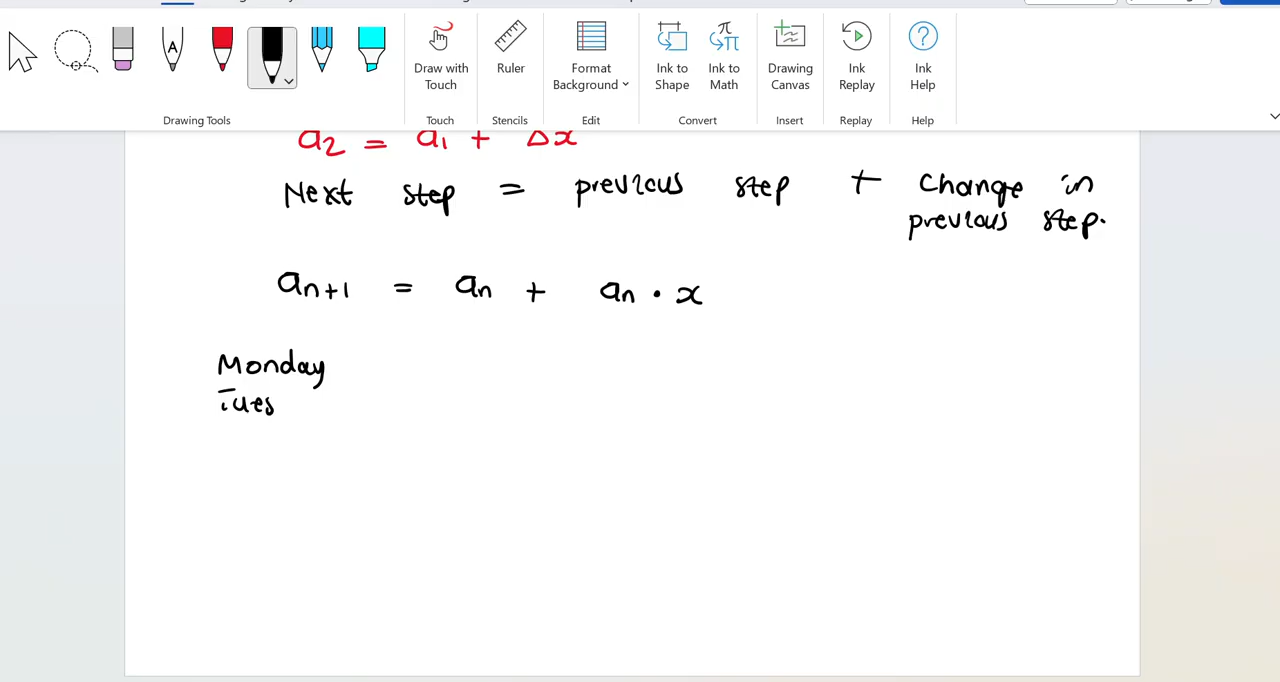 Draw with Touch
Ruler
Format Background
Ink to Shape
Ink to Math
Drawing Canvas
Ink Replay
Ink Help
Drawing Tools
Touch
Stencils
Edit
Convert
Insert
Replay
Help
a₂ = a₁ + Δx
Next step = previous step + Change in
previous step.
aₙ₊₁ = aₙ + aₙ · x
Monday
Tues